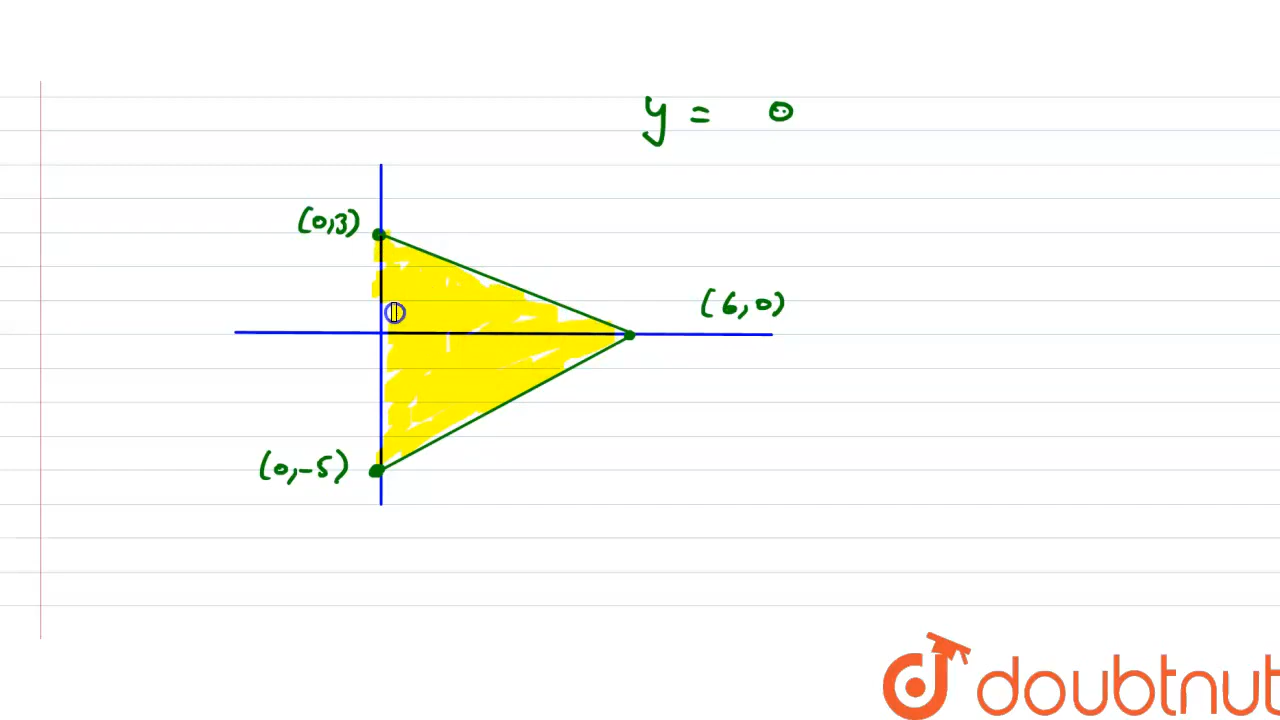 y = 0
(0,3)
(6,0)
(0,-5)
doubtnut